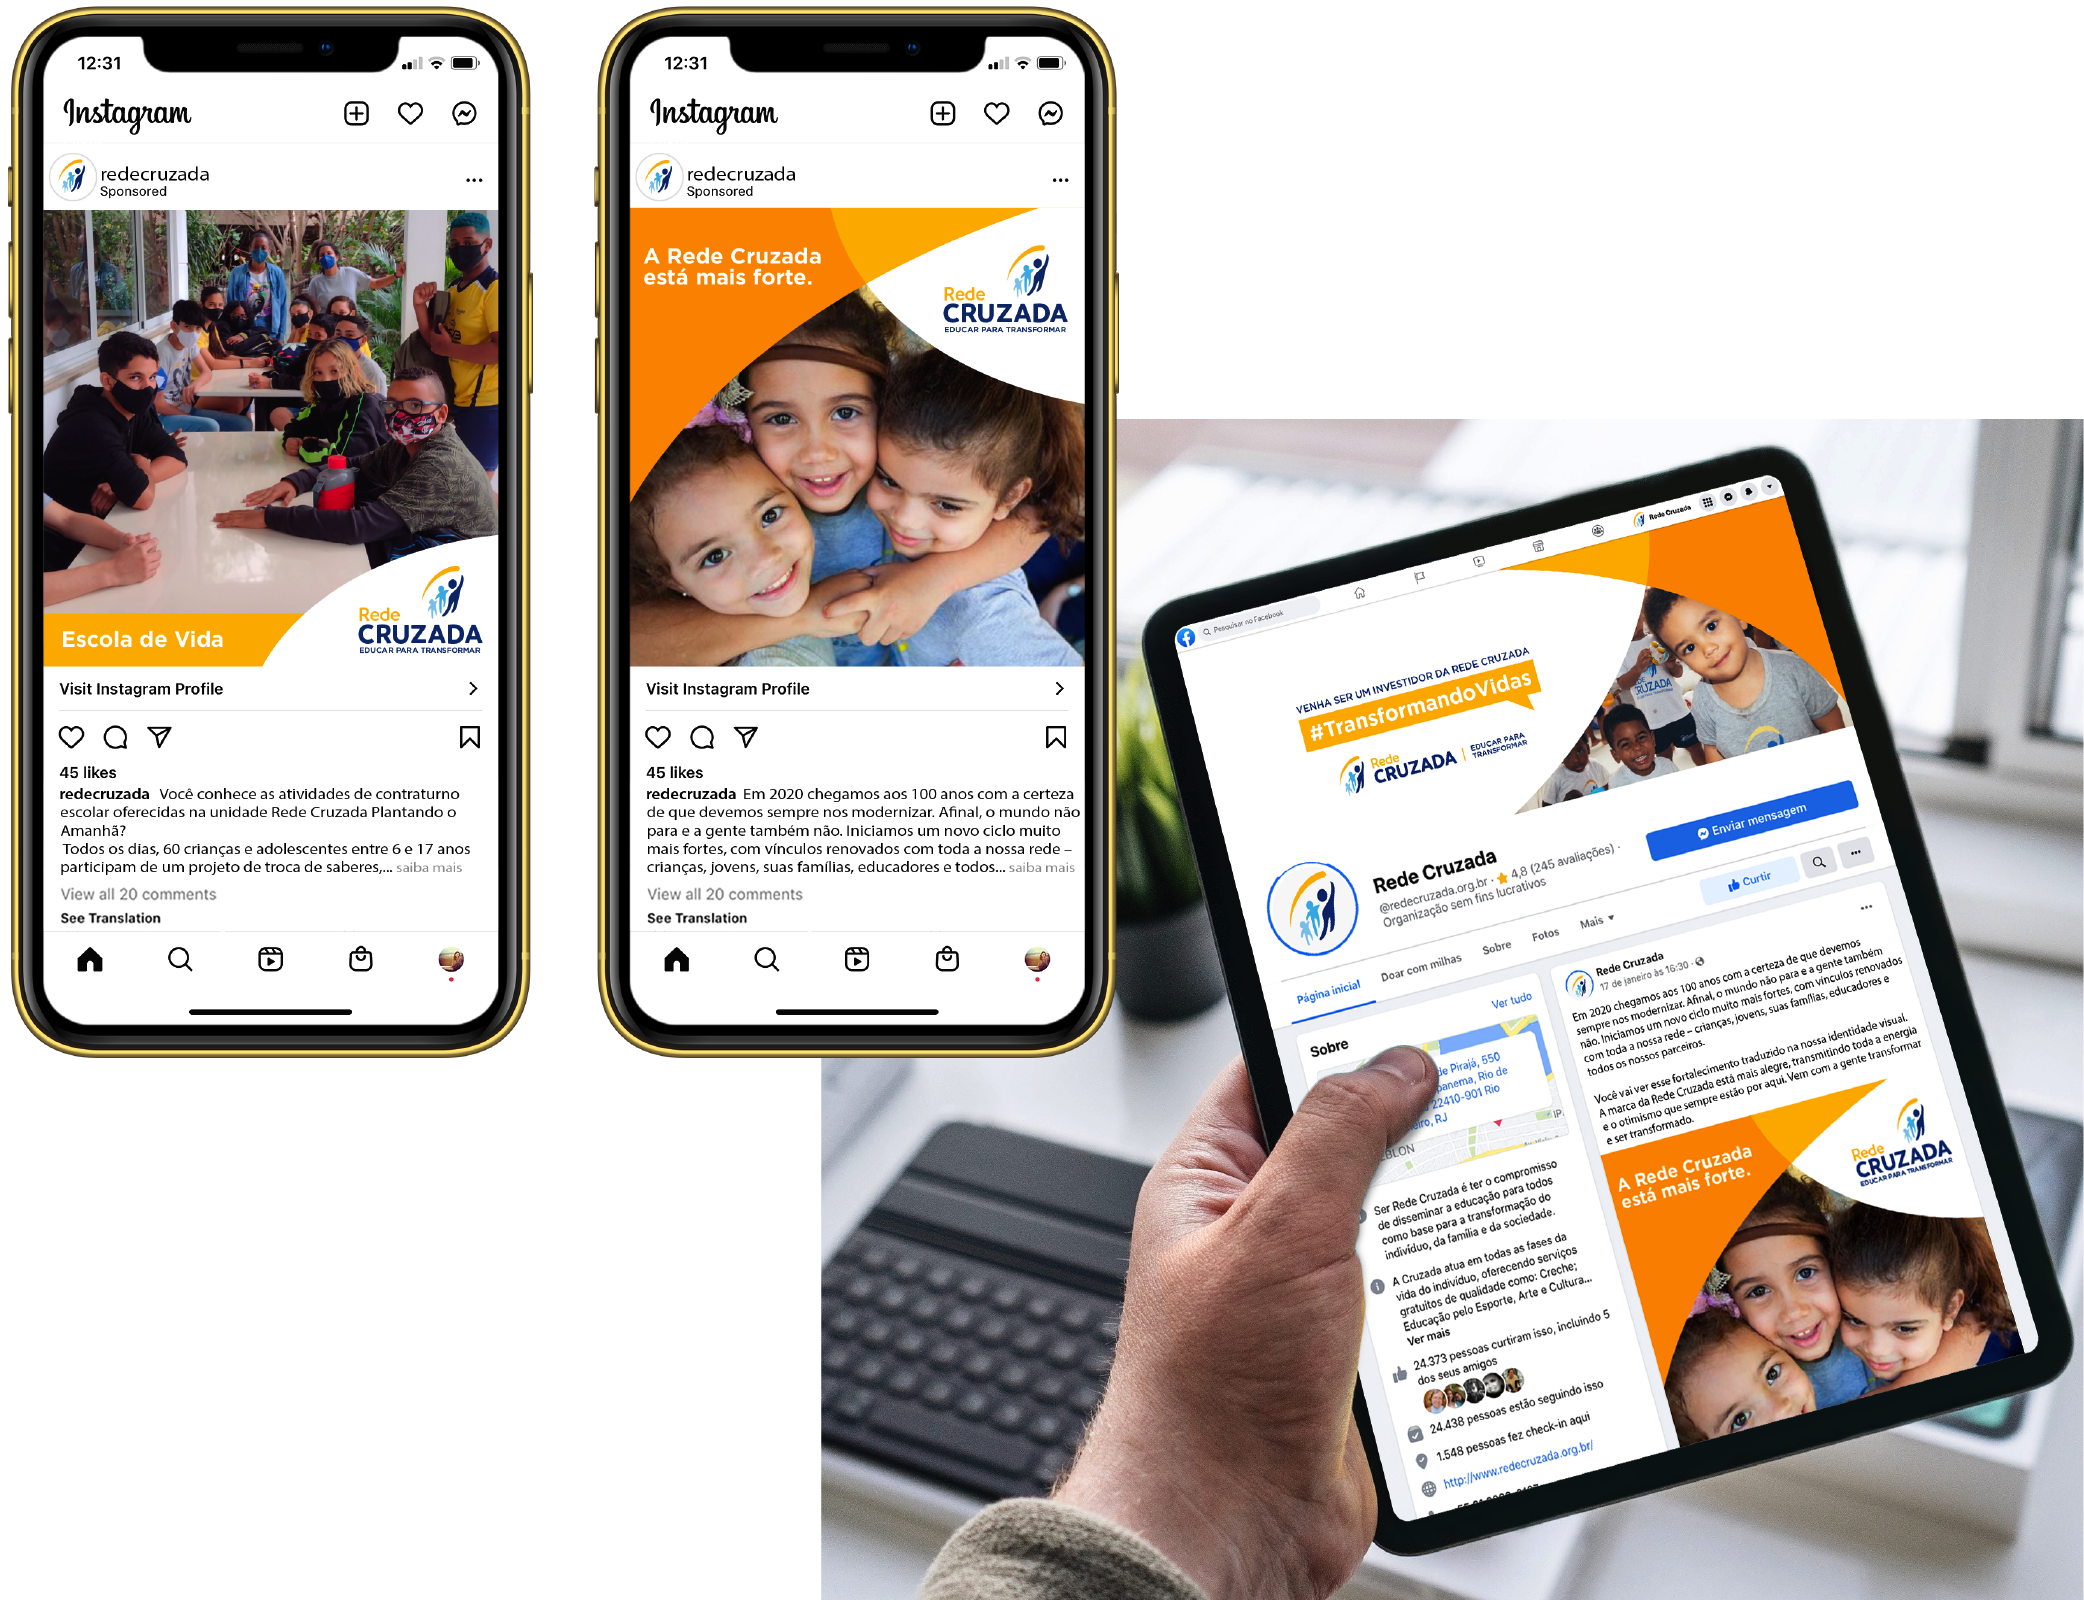 12:31
Instagram
redecruzada
Sponsored
Rede
CRUZADA
EDUCAR PARA TRANSFORMAR
Escola de Vida
Visit Instagram Profile
45 likes
redecruzada Você conhece as atividades de contraturno
escolar oferecidas na unidade Rede Cruzada Plantando o
Amanhã?
Todos os dias, 60 crianças e adolescentes entre 6 e 17 anos
participam de um projeto de troca de saberes,... saiba mais
View all 20 comments
See Translation
12:31
Instagram
redecruzada
Sponsored
A Rede Cruzada
está mais forte.
Rede
CRUZADA
EDUCAR PARA TRANSFORMAR
Visit Instagram Profile
45 likes
redecruzada Em 2020 chegamos aos 100 anos com a certeza
de que devemos sempre nos modernizar. Afinal, o mundo não
para e a gente também não. Iniciamos um novo ciclo muito
mais fortes, com vínculos renovados com toda a nossa rede –
crianças, jovens, suas famílias, educadores e todos... saiba mais
View all 20 comments
See Translation
Pesquisar no Facebook
Rede Cruzada
VENHA SER UM INVESTIDOR DA REDE CRUZADA
#TransformandoVidas
Rede
CRUZADA
EDUCAR PARA
TRANSFORMAR
Rede Cruzada
@redecruzada.org.br · 4,8 (245 avaliações) ·
Organização sem fins lucrativos
Enviar mensagem
Página inicial
Doar com milhas
Sobre
Fotos
Mais
Curtir
Sobre
Ver tudo
de Pirajá, 550
panema, Rio de
22410-901 Rio
eiro, RJ
EBLON
Ser Rede Cruzada é ter o compromisso
de disseminar a educação para todos
como base para a transformação do
indivíduo, da família e da sociedade.
A Cruzada atua em todas as fases da
vida do indivíduo, oferecendo serviços
gratuitos de qualidade como: Creche;
Educação pelo Esporte, Arte e Cultura...
Ver mais
24.373 pessoas curtiram isso, incluindo 5
dos seus amigos
24.438 pessoas estão seguindo isso
1.548 pessoas fez check-in aqui
http://www.redecruzada.org.br/
Rede Cruzada
17 de janeiro às 16:30 ·
Em 2020 chegamos aos 100 anos com a certeza de que devemos
sempre nos modernizar. Afinal, o mundo não para e a gente também
não. Iniciamos um novo ciclo muito mais fortes, com vínculos renovados
com toda a nossa rede – crianças, jovens, suas famílias, educadores e
todos os nossos parceiros.
Você vai ver esse fortalecimento traduzido na nossa identidade visual.
A marca da Rede Cruzada está mais alegre, transmitindo toda a energia
e o otimismo que sempre estão por aqui. Vem com a gente transformar
e ser transformado.
A Rede Cruzada
está mais forte.
Rede
CRUZADA
EDUCAR PARA TRANSFORMAR